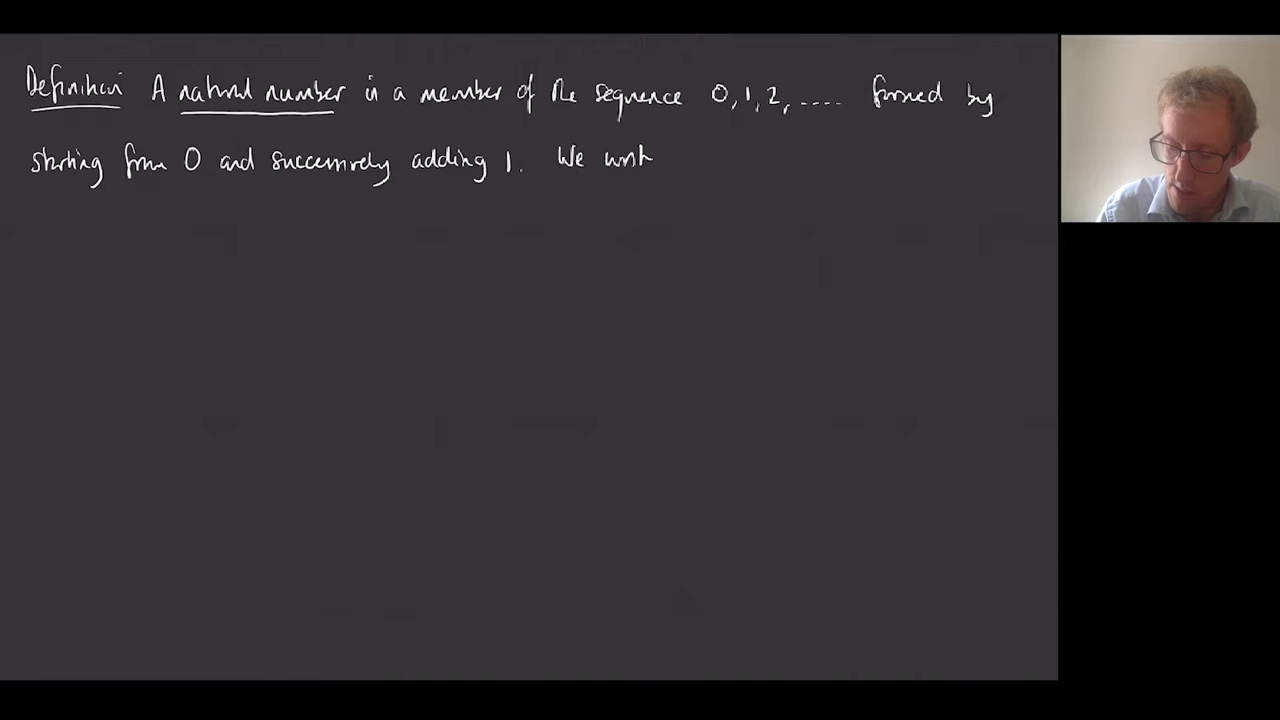 Definition A natural number is a member of the sequence 0, 1, 2, .... formed by
starting from 0 and successively adding 1. We write